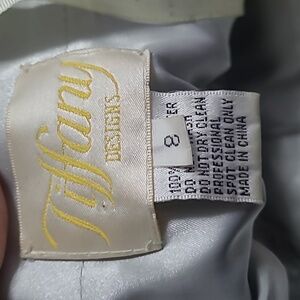 Tiffany
DESIGNS
8
100%
DO NOT DRY CLEAN
PROFESSIONAL
SPOT CLEAN ONLY
MADE IN CHINA